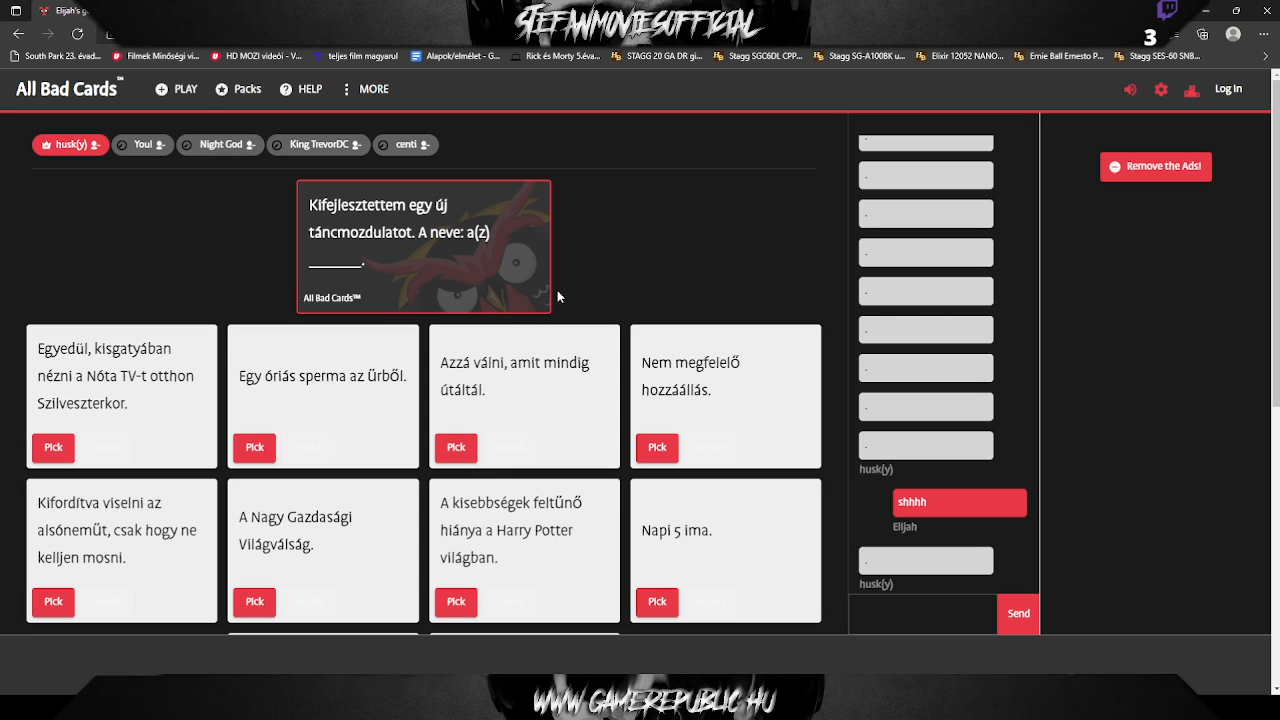 STEFANMOVIESOFFICIAL
Elijah's g
3
South Park 23. évad...
Filmek Minőségi vi...
HD MOZI videói - V...
teljes film magyarul
Alapok/elmélet - G...
Rick és Morty 5.éva...
STAGG 20 GA DR gi...
Stagg SGC6DL CPP...
Stagg SG-A100BK u...
Elixir 12052 NANO...
Ernie Ball Ernesto P...
Stagg SES-60 SNB...
All Bad Cards™
PLAY
Packs
HELP
MORE
Log In
husk(y)
You!
Night God
King TrevorDC
centi
Remove the Ads!
Kifejlesztettem egy új
táncmozdulatot. A neve: a(z)
______.
All Bad Cards™
Egyedül, kisgatyában
nézni a Nóta TV-t otthon
Szilveszterkor.
Pick
Egy óriás sperma az űrből.
Pick
Azzá válni, amit mindig
útáltál.
Pick
Nem megfelelő
hozzáállás.
Pick
Kifordítva viselni az
alsóneműt, csak hogy ne
kelljen mosni.
Pick
A Nagy Gazdasági
Világválság.
Pick
A kisebbségek feltűnő
hiánya a Harry Potter
világban.
Pick
Napi 5 ima.
Pick
.
.
.
.
.
.
.
.
.
husk(y)
shhhh
Elijah
.
husk(y)
Send
WWW GAMEREPUBLIC HU